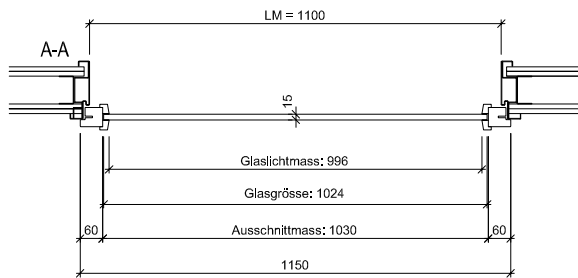 LM = 1100
A-A
15
Glaslichtmass: 996
Glasgrösse: 1024
60
Ausschnittmass: 1030
60
1150